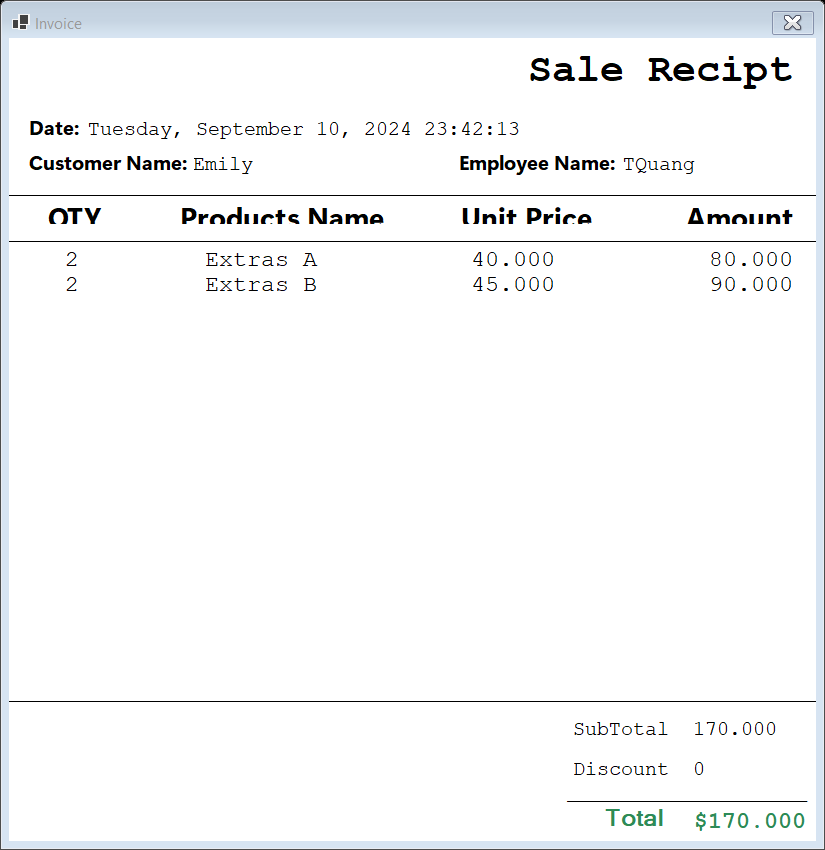 Invoice
Sale Recipt
Date: Tuesday, September 10, 2024 23:42:13
Customer Name: Emily Employee Name: TQuang
QTY Products Name Unit Price Amount
2 Extras A 40.000 80.000
2 Extras B 45.000 90.000
SubTotal 170.000
Discount 0
Total $170.000